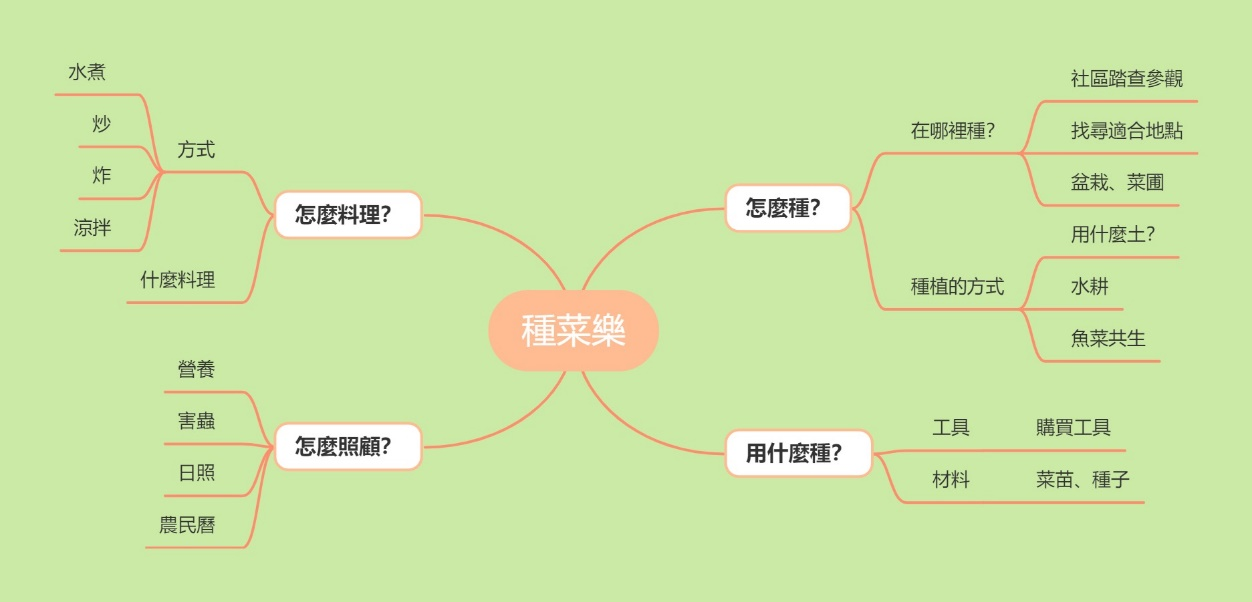 種菜樂
怎麼種?
在哪裡種?
社區踏查參觀
找尋適合地點
盆栽、菜圃
種植的方式
用什麼土?
水耕
魚菜共生
用什麼種?
工具
購買工具
材料
菜苗、種子
怎麼料理?
方式
水煮
炒
炸
涼拌
什麼料理
怎麼照顧?
營養
害蟲
日照
農民曆